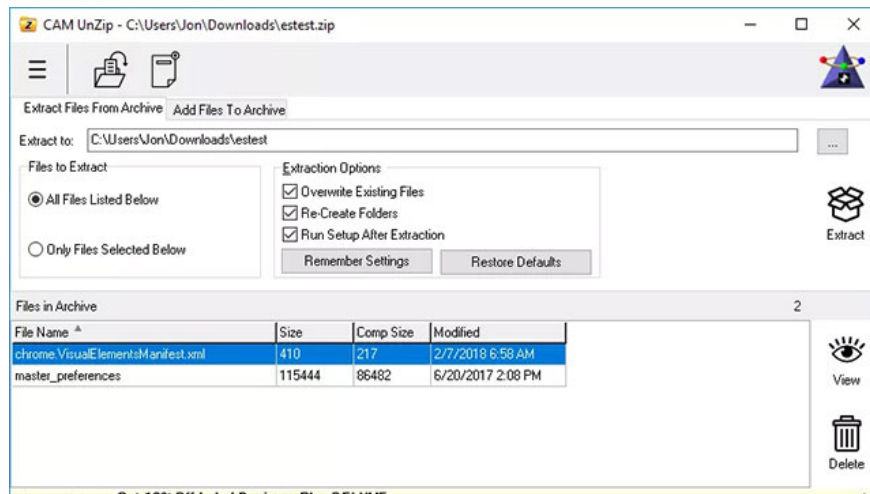 CAM UnZip - C:\Users\Jon\Downloads\estest.zip
Extract Files From Archive Add Files To Archive
Extract to: C:\Users\Jon\Downloads\estest ...
Files to Extract
All Files Listed Below
Only Files Selected Below
Extraction Options
Overwrite Existing Files
Re-Create Folders
Run Setup After Extraction
Remember Settings Restore Defaults
Extract
Files in Archive 2
File Name Size Comp Size Modified
chrome.VisualElementsManifest.xml 410 217 2/7/2018 6:58 AM
master_preferences 115444 86482 6/20/2017 2:08 PM
View
Delete